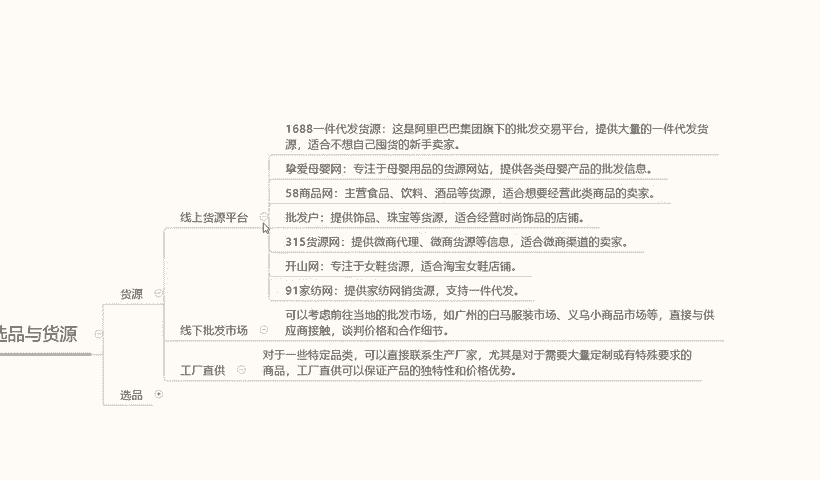 1688一件代发货源：这是阿里巴巴集团旗下的批发交易平台，提供大量的一件代发货
源，适合不想自己囤货的新手卖家。
挚爱母婴网：专注于母婴用品的货源网站，提供各类母婴产品的批发信息。
58商品网：主营食品、饮料、酒品等货源，适合想要经营此类商品的卖家。
线上货源平台
批发户：提供饰品、珠宝等货源，适合经营时尚饰品的店铺。
315货源网：提供微商代理、微商货源等信息，适合微商渠道的卖家。
开山网：专注于女鞋货源，适合淘宝女鞋店铺。
91家纺网：提供家纺网销货源，支持一件代发。
货源
可以考虑前往当地的批发市场，如广州的白马服装市场、义乌小商品市场等，直接与供
应商接触，谈判价格和合作细节。
线下批发市场
选品与货源
对于一些特定品类，可以直接联系生产厂家，尤其是对于需要大量定制或有特殊要求的
商品，工厂直供可以保证产品的独特性和价格优势。
工厂直供
选品